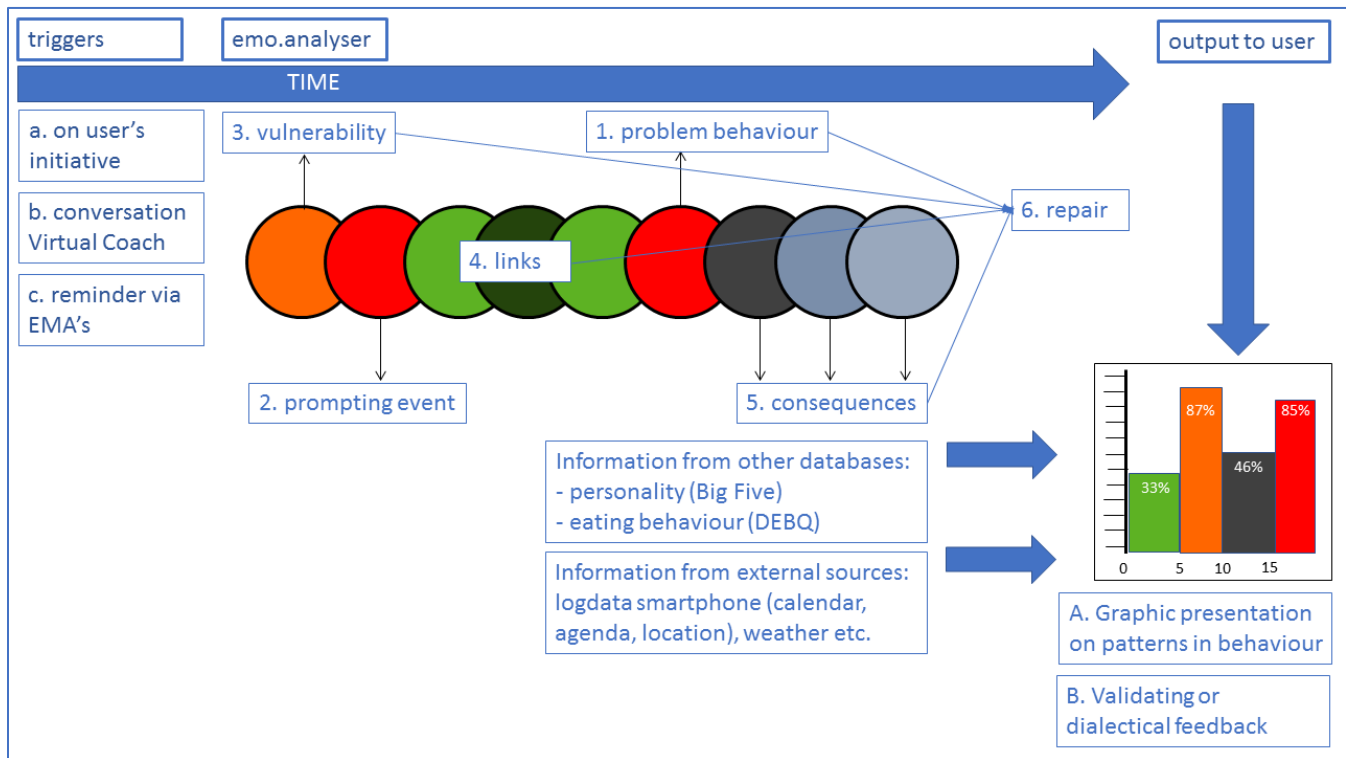 triggers
emo.analyser
output to user
TIME
a. on user's
initiative
b. conversation
Virtual Coach
c. reminder via
EMA's
3. vulnerability
1. problem behaviour
6. repair
4. links
2. prompting event
5. consequences
Information from other databases:
- personality (Big Five)
- eating behaviour (DEBQ)
Information from external sources:
logdata smartphone (calendar,
agenda, location), weather etc.
33%
87%
46%
85%
0 5 10 15
A. Graphic presentation
on patterns in behaviour
B. Validating or
dialectical feedback